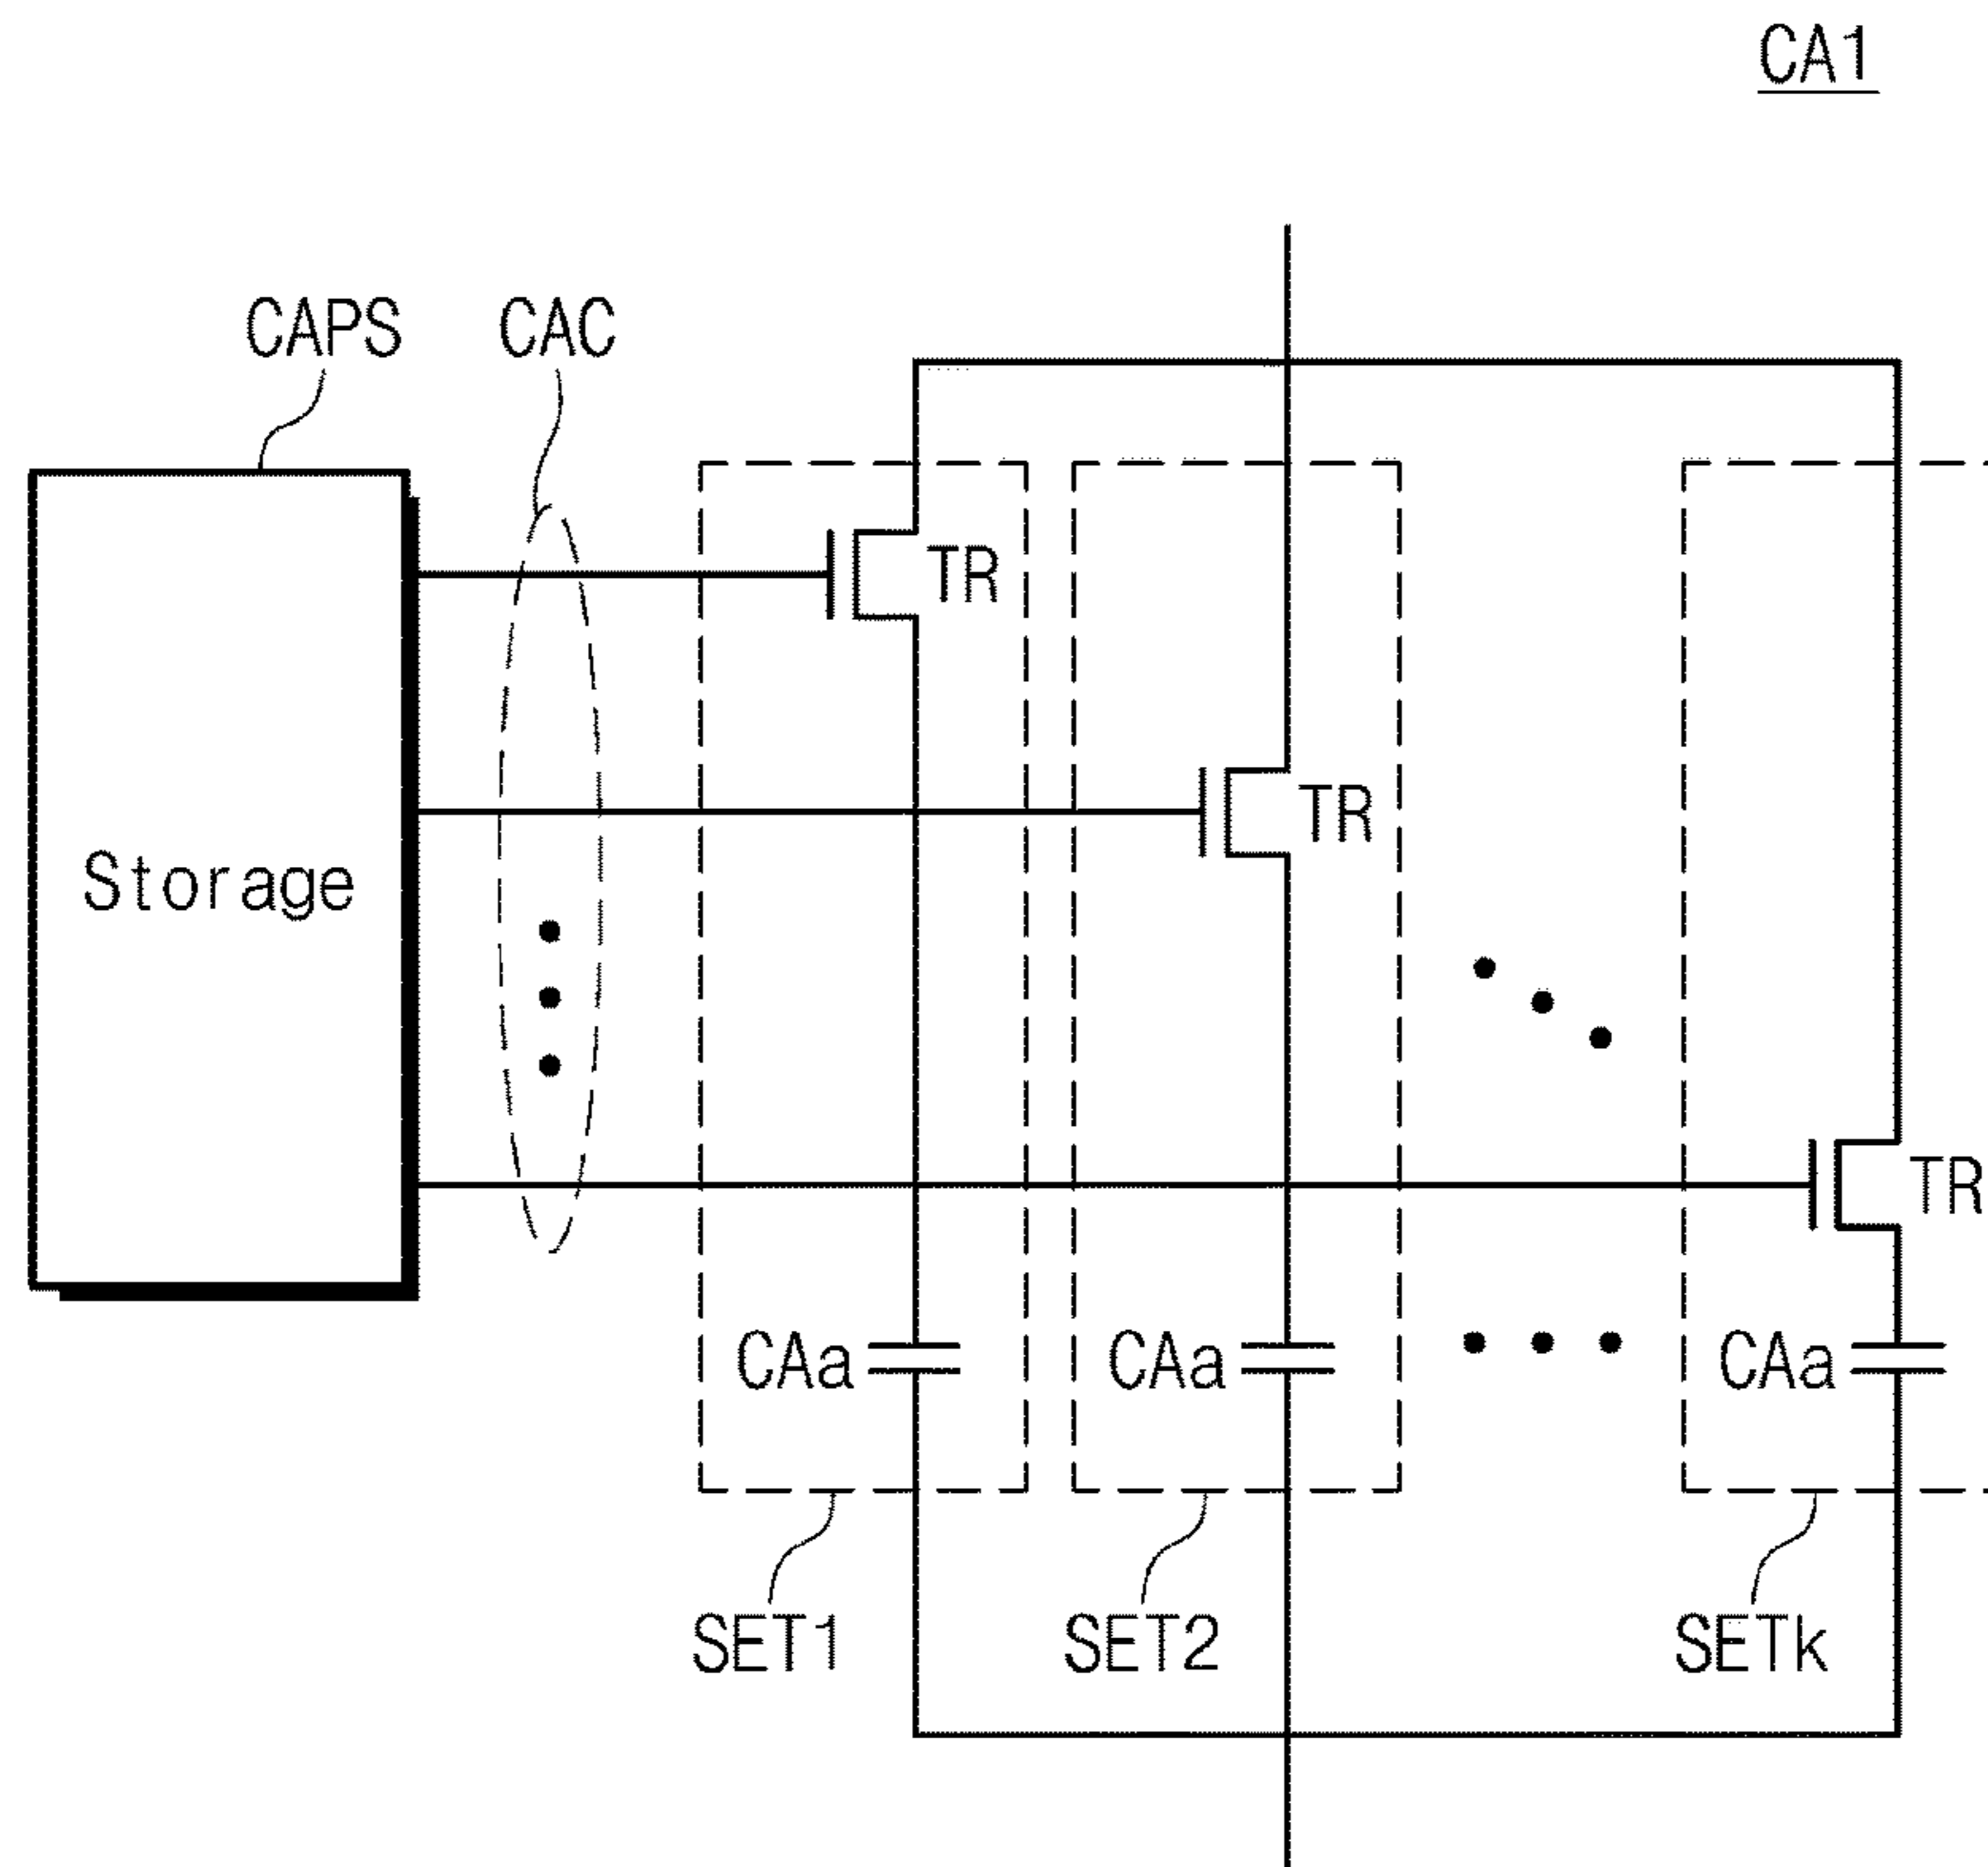 CA1
CAPS CAC
TR
TR
Storage
TR
CAa CAa CAa
SET1 SET2 SETk